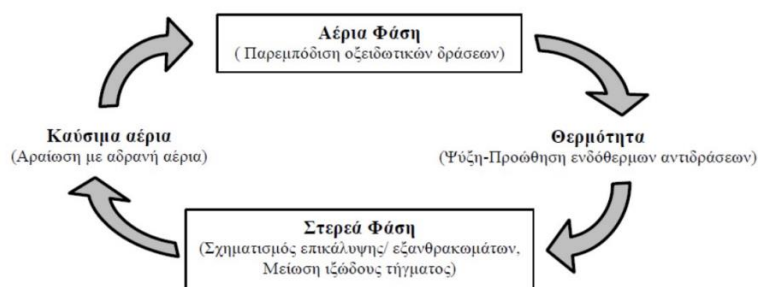 Αέρια Φάση
( Παρεμπόδιση οξειδωτικών δράσεων)
Καύσιμα αέρια
(Αραίωση με αδρανή αέρια)
Θερμότητα
(Ψύξη-Προώθηση ενδόθερμων αντιδράσεων)
Στερεά Φάση
(Σχηματισμός επικάλυψης/ εξανθρακωμάτων,
Μείωση ιξώδους τήγματος)